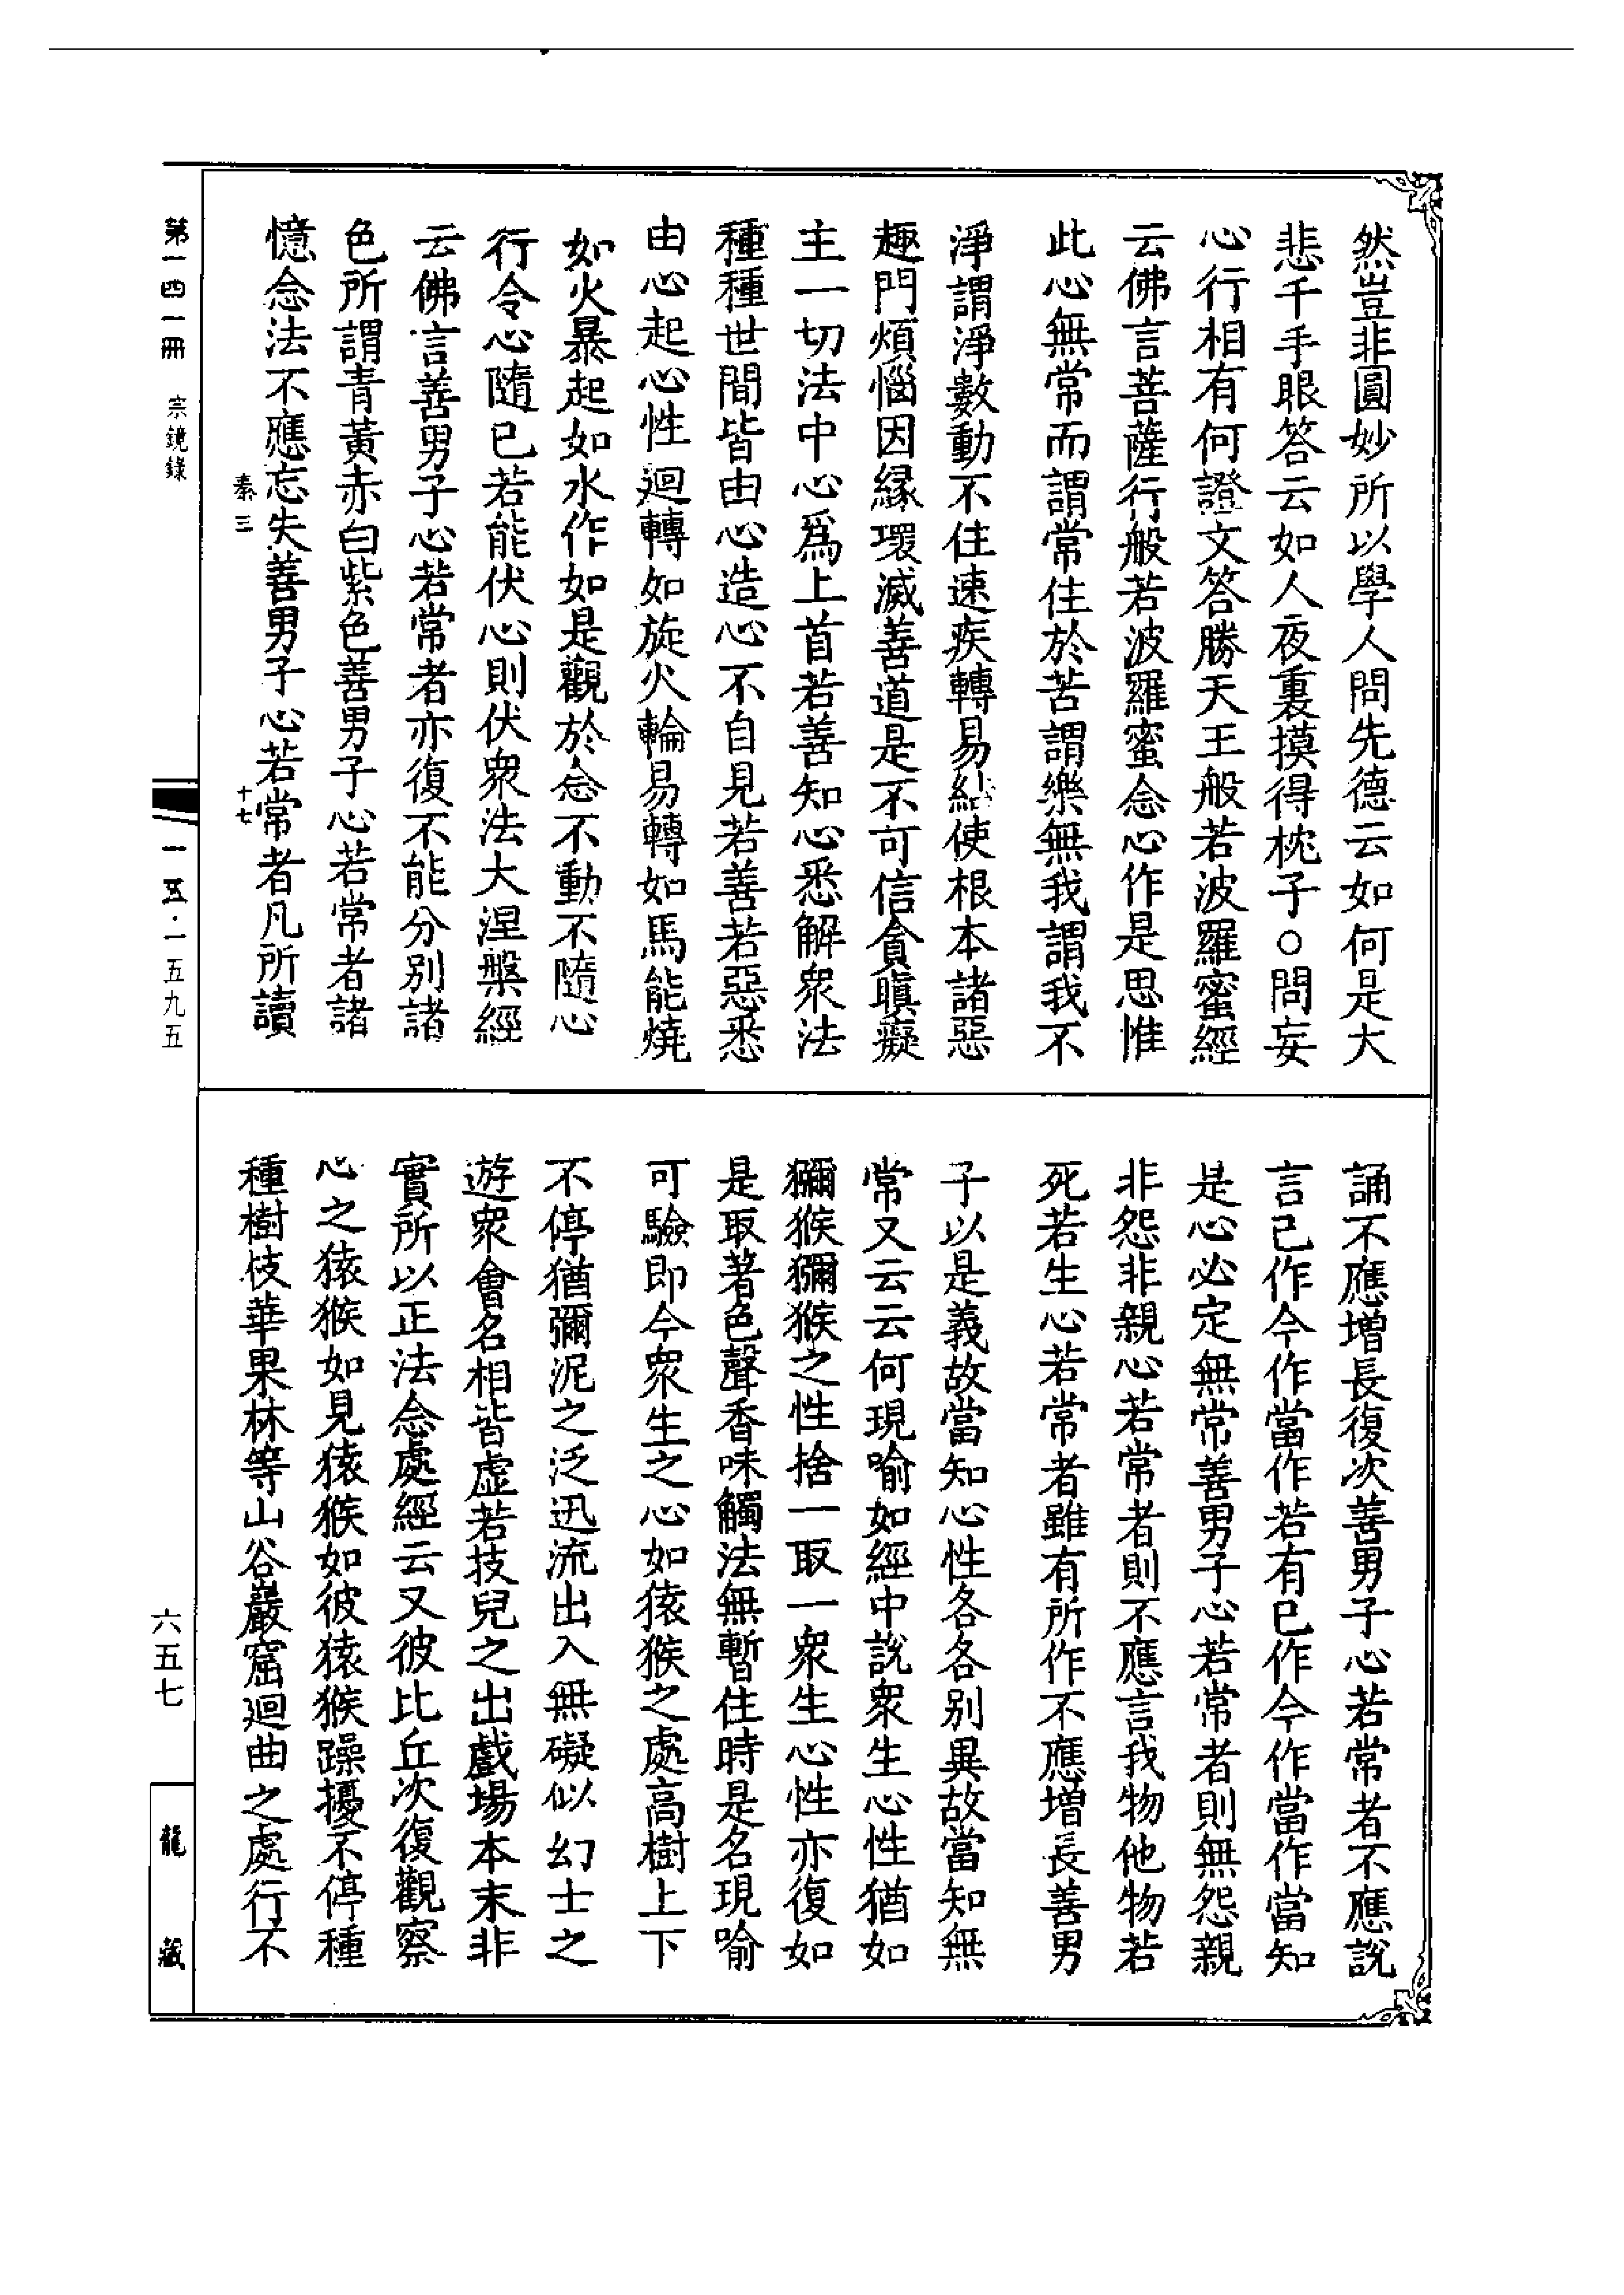 然豈非圓妙所以學人問先德云如何是大
悲千手眼答云如人夜裏摸得枕子○問妄
心行相有何證文答勝天王般若波羅蜜經
云佛言菩薩行般若波羅蜜念心作是思惟
此心無常而謂常住於苦謂樂無我謂我不
淨謂淨數動不住速疾轉易結使根本諸惡
趣門煩惱因緣壞滅善道是不可信貪瞋癡
主一切法中心爲上首若善知心悉解衆法
種種世間皆由心造心不自見若善若惡悉
由心起心性迴轉如旋火輪易轉如馬能燒
如火暴起如水作如是觀於念不動不隨心
行令心隨已若能伏心則伏衆法大涅槃經
云佛言善男子心若常者亦復不能分別諸
色所謂青黃赤白紫色善男子心若常者諸
憶念法不應忘失善男子心若常者凡所讀
誦不應增長復次善男子心若常者不應說
言已作今作當作若有已作今作當作當知
是心必定無常善男子心若常者則無怨親
非怨非親心若常者則不應言我物他物若
死若生心若常者雖有所作不應增長善男
子以是義故當知心性各各別異故當知無
常又云云何現喻如經中說衆生心性猶如
獼猴獼猴之性捨一取一衆生心性亦復如
是取著色聲香味觸法無暫住時是名現喻
可驗即今衆生之心如猿猴之處高樹上下
不停猶彌泥之泛迅流出入無礙似幻士之
遊衆會名相皆虛若技兒之出戲場本末非
實所以正法念處經云又彼比丘次復觀察
心之猿猴如見猿猴如彼猿猴躁擾不停種
種樹枝華果林等山谷巖窟迴曲之處行不
秦三
十七
第一四一冊 宗鏡錄
一五·一五九五
六五七
龍藏